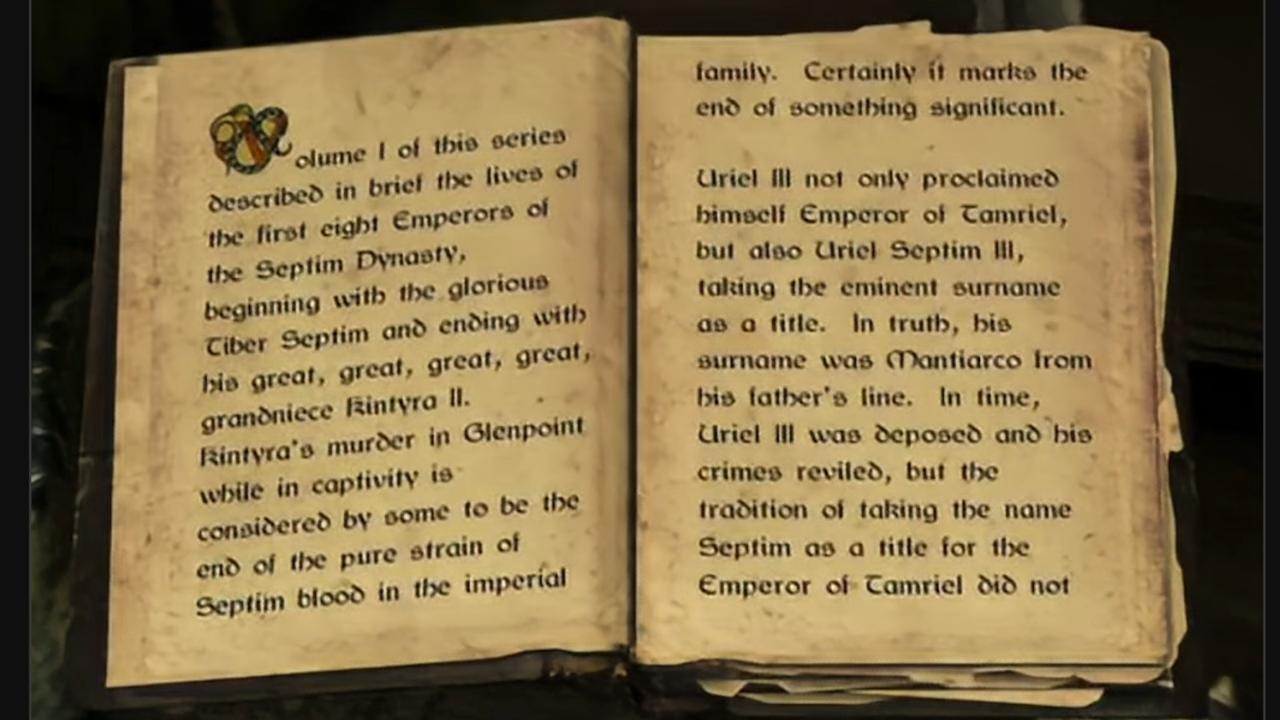 Volume I of this series
described in brief the lives of
the first eight Emperors of
the Septim Dynasty,
beginning with the glorious
Tiber Septim and ending with
his great, great, great, great,
grandniece Kintyra II.
Kintyra's murder in Glenpoint
while in captivity is
considered by some to be the
end of the pure strain of
Septim blood in the imperial
family.  Certainly it marks the
end of something significant.
Uriel III not only proclaimed
himself Emperor of Tamriel,
but also Uriel Septim III,
taking the eminent surname
as a title.  In truth, his
surname was Mantiarco from
his father's line.  In time,
Uriel III was deposed and his
crimes reviled, but the
tradition of taking the name
Septim as a title for the
Emperor of Tamriel did not